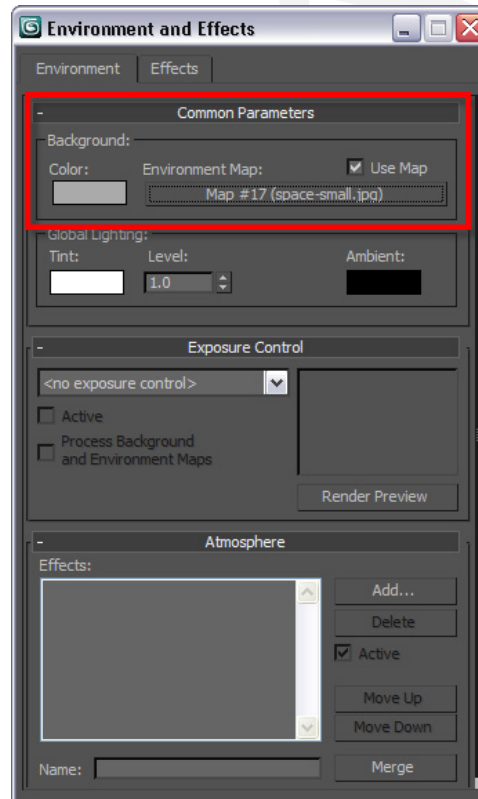 Environment and Effects
Environment Effects
- Common Parameters
Background:
Color: Environment Map: Use Map
Map #17 (space-small.jpg)
Global Lighting:
Tint: Level: Ambient:
1.0
- Exposure Control
<no exposure control>
Active
Process Background
and Environment Maps
Render Preview
- Atmosphere
Effects:
Add...
Delete
Active
Move Up
Move Down
Name: Merge